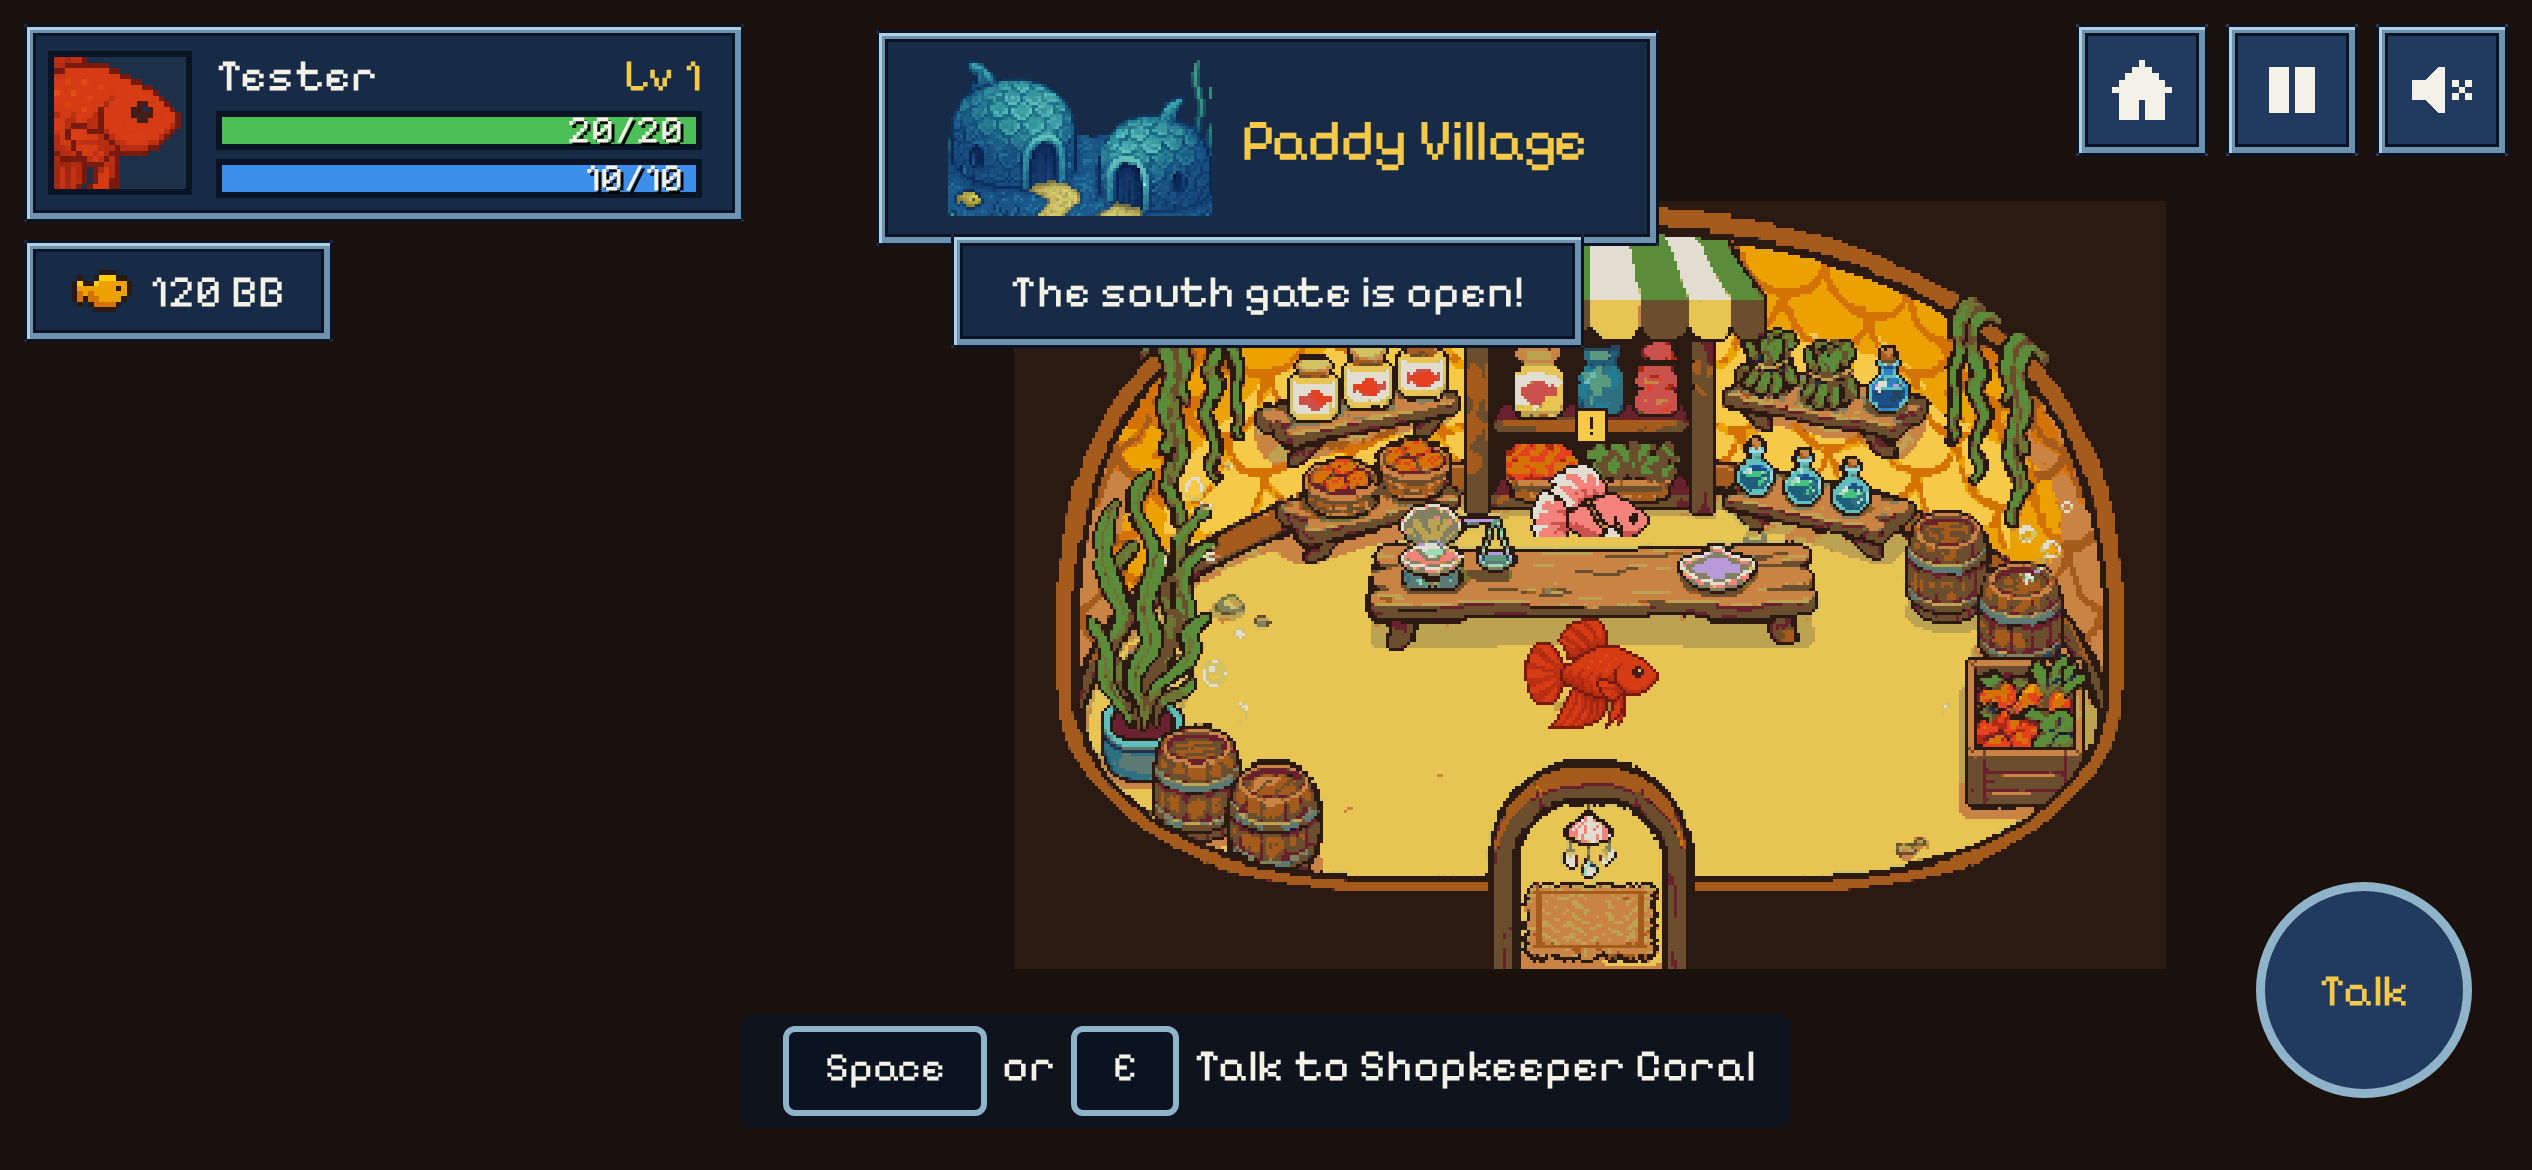 Tester
Lv 1
20/20
10/10
120 BB
Paddy Village
The south gate is open!
!
Space or E Talk to Shopkeeper Coral
Talk